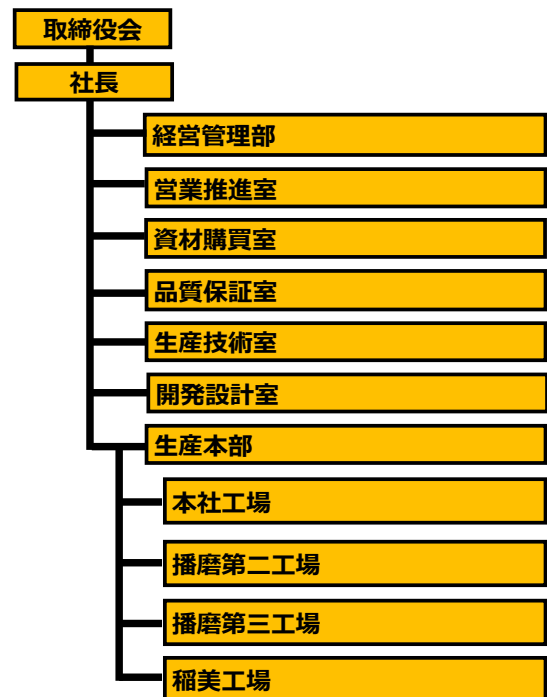 取締役会
社長
経営管理部
営業推進室
資材購買室
品質保証室
生産技術室
開発設計室
生産本部
本社工場
播磨第二工場
播磨第三工場
稲美工場